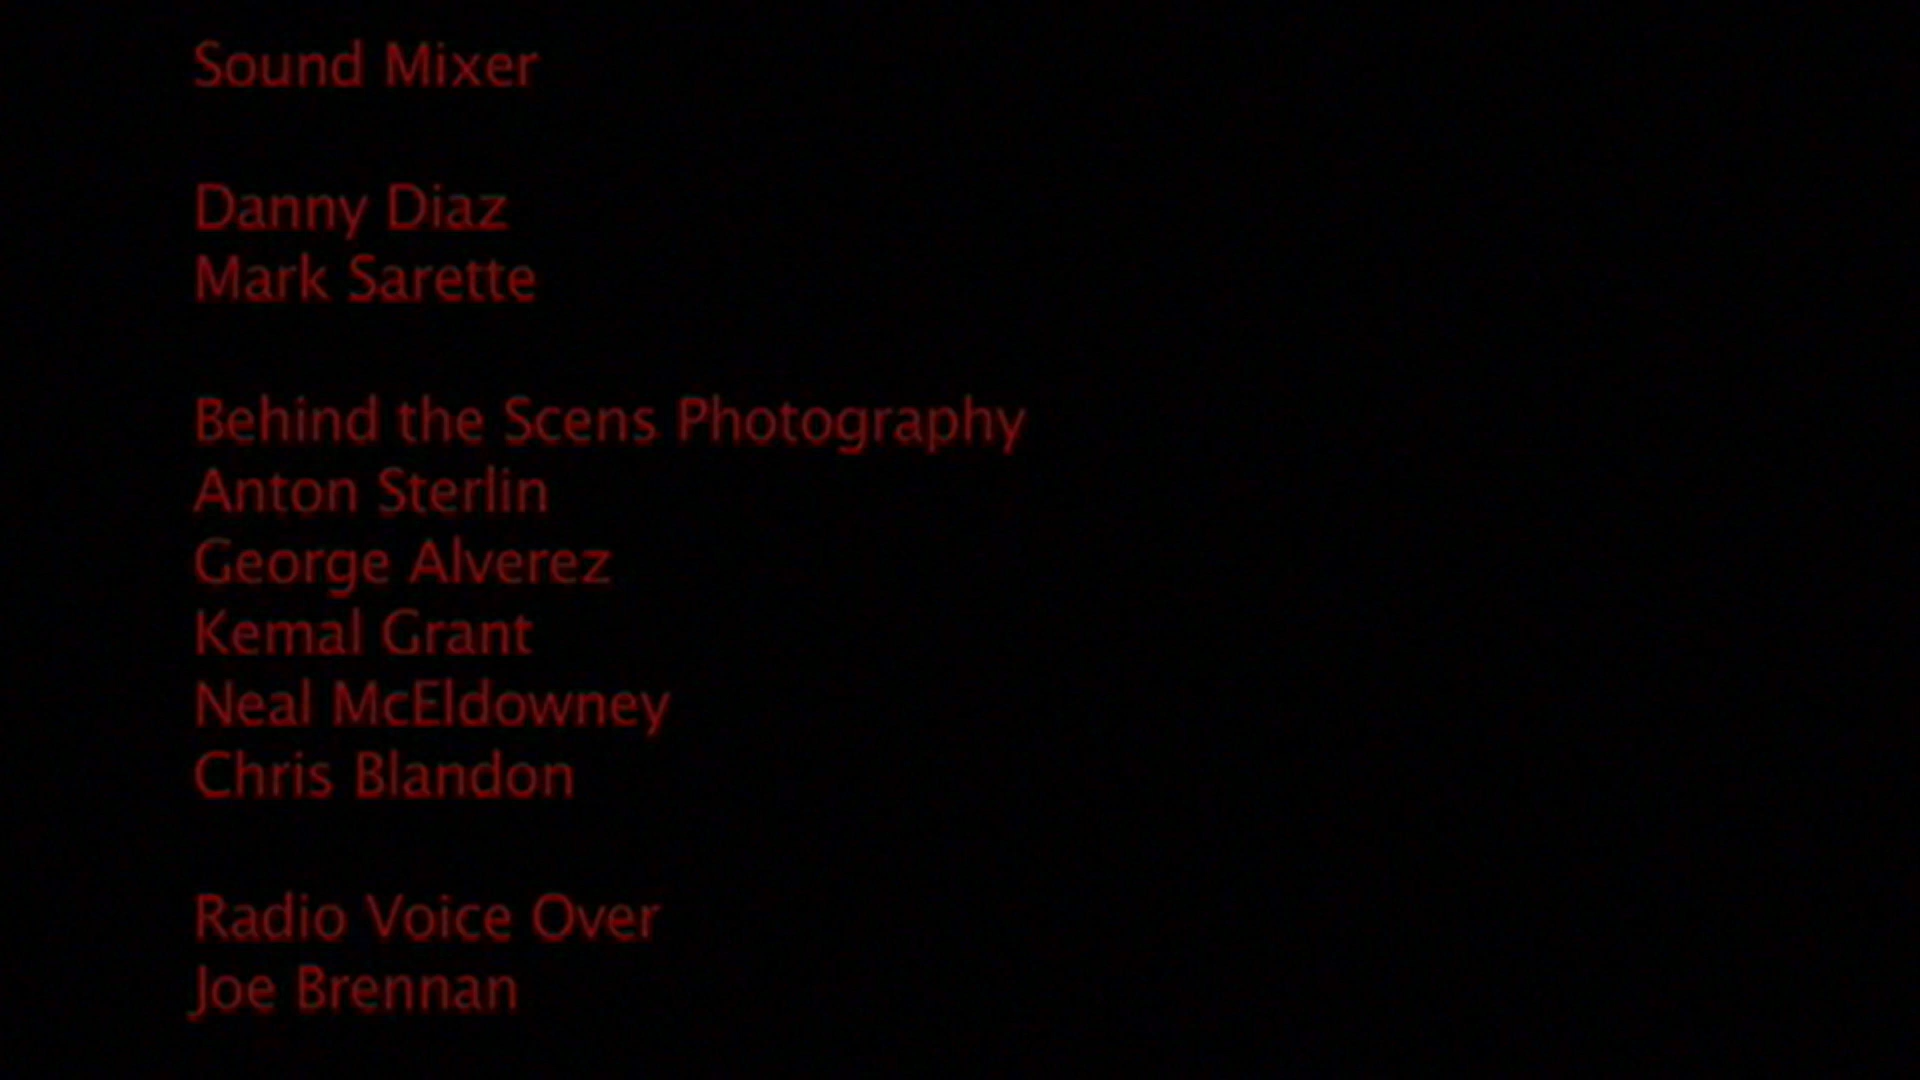 Sound Mixer
Danny Diaz
Mark Sarette
Behind the Scens Photography
Anton Sterlin
George Alverez
Kemal Grant
Neal McEldowney
Chris Blandon
Radio Voice Over
Joe Brennan